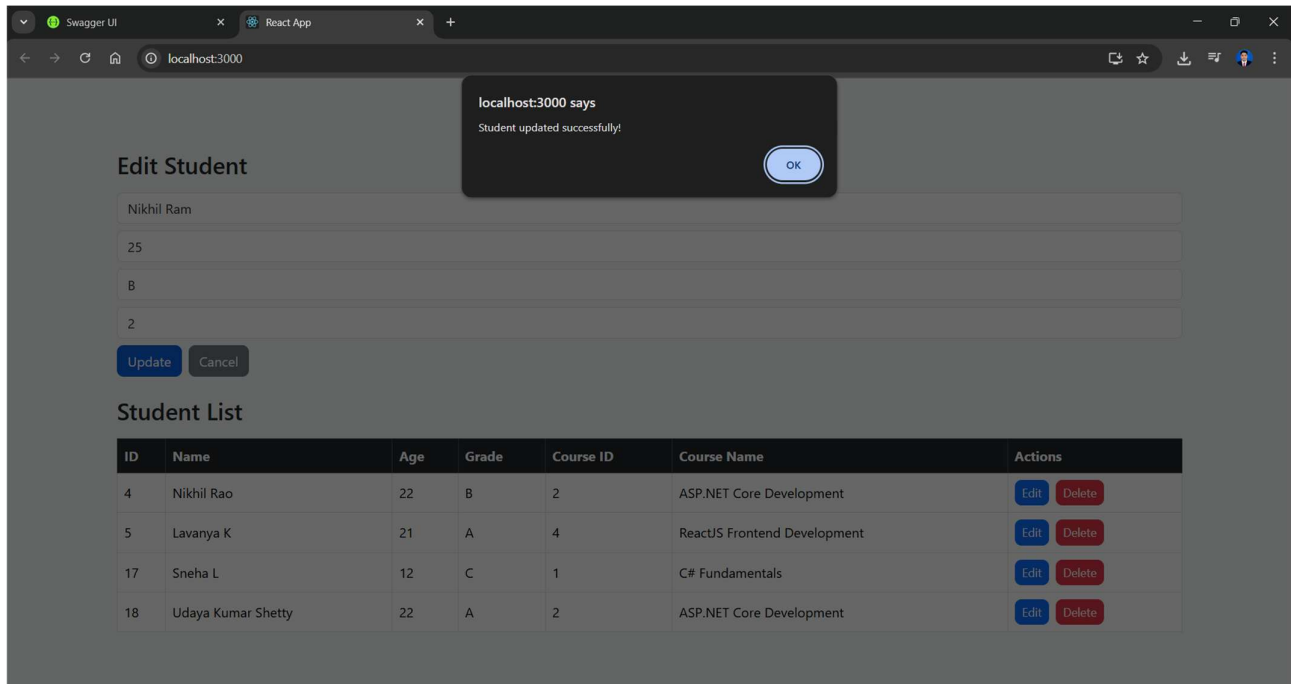 Swagger UI
React App
localhost:3000
localhost:3000 says
Student updated successfully!
OK
Edit Student
Nikhil Ram
25
B
2
Update Cancel
Student List
ID Name Age Grade Course ID Course Name Actions
4 Nikhil Rao 22 B 2 ASP.NET Core Development Edit Delete
5 Lavanya K 21 A 4 ReactJS Frontend Development Edit Delete
17 Sneha L 12 C 1 C# Fundamentals Edit Delete
18 Udaya Kumar Shetty 22 A 2 ASP.NET Core Development Edit Delete